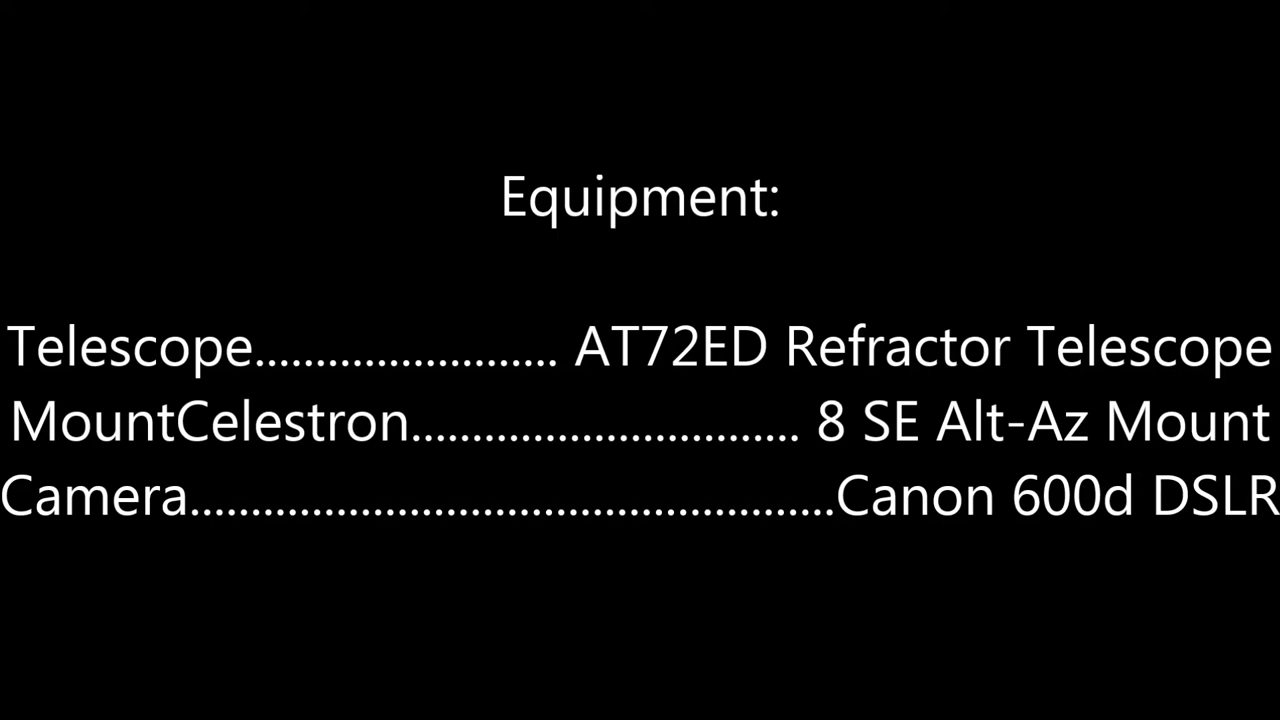 Equipment:
Telescope......................... AT72ED Refractor Telescope
MountCelestron................................ 8 SE Alt-Az Mount
Camera.....................................................Canon 600d DSLR